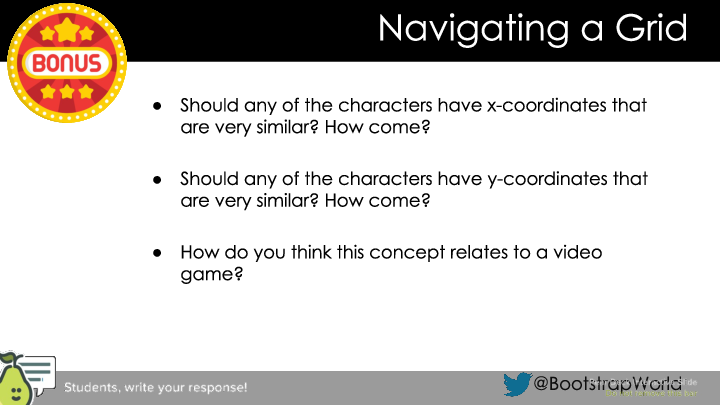 Navigating a Grid
BONUS
● Should any of the characters have x-coordinates that
are very similar? How come?
● Should any of the characters have y-coordinates that
are very similar? How come?
● How do you think this concept relates to a video
game?
Students, write your response!
@BootstrapWorld